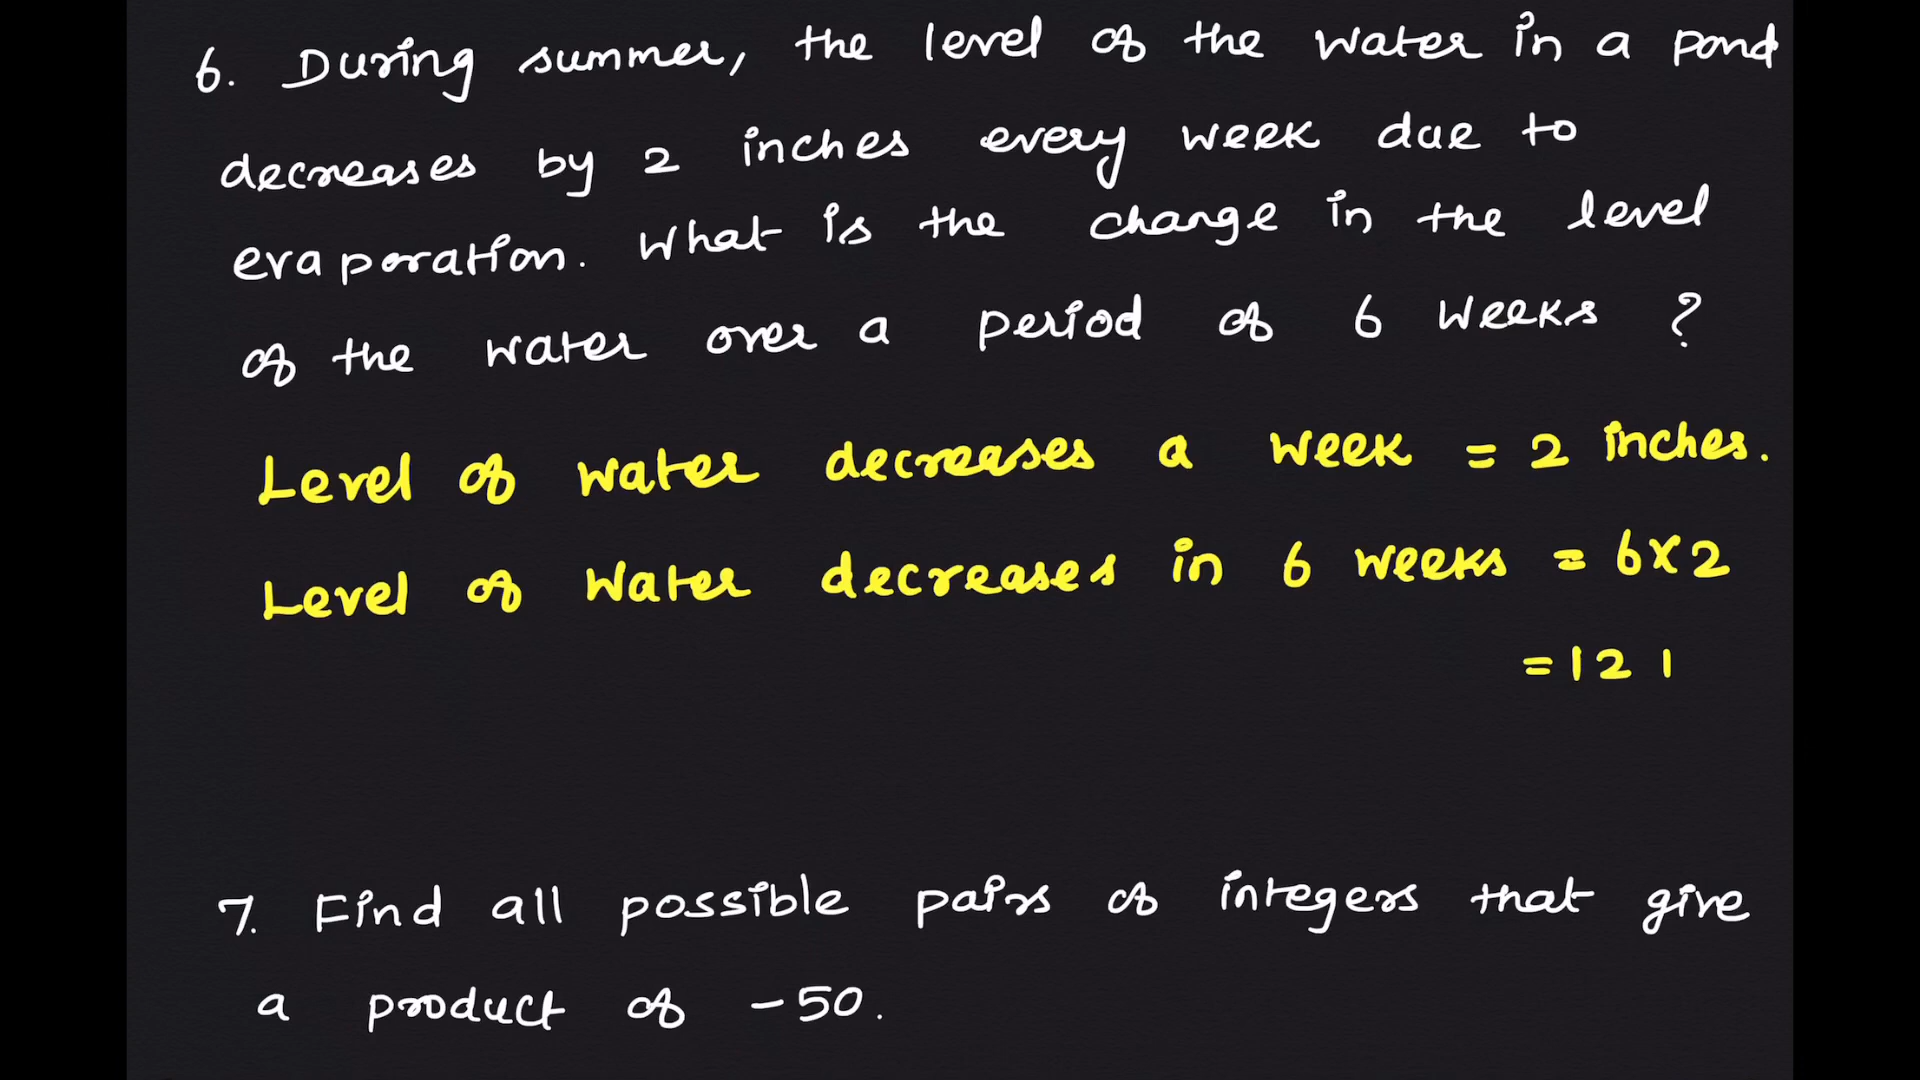 6. During summer, the level of the water in a pond
decreases by 2 inches every week due to
evaporation. What is the change in the level
of the water over a period of 6 weeks ?
Level of water decreases a week = 2 inches.
Level of water decreases in 6 weeks = 6×2
= 12 i
7. Find all possible pairs of integers that give
a product of -50.